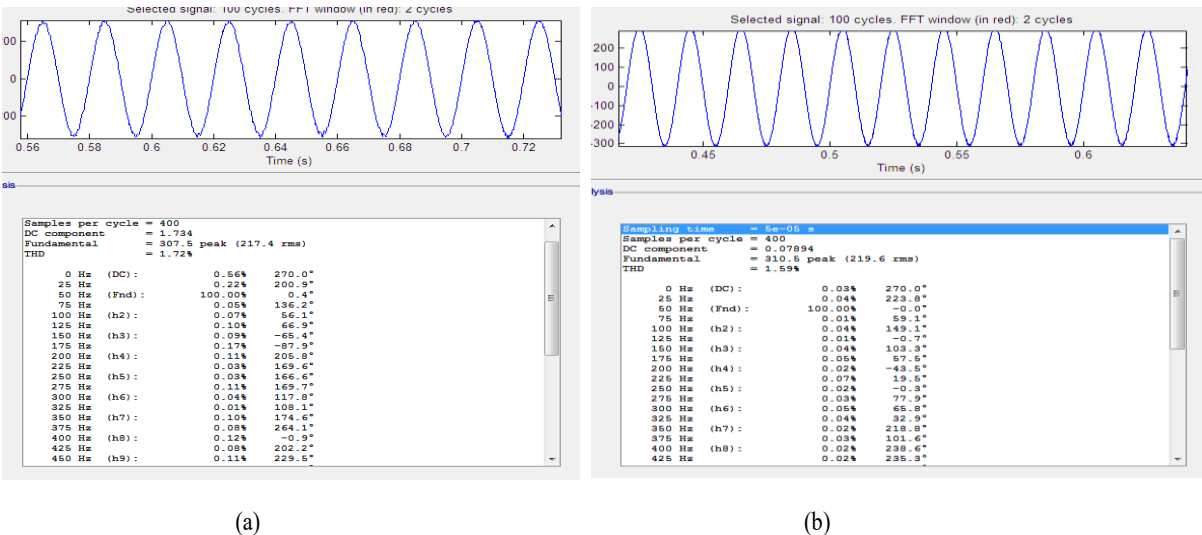 Selected signal: 100 cycles. FFT window (in red): 2 cycles
00
0
00
0.56 0.58 0.6 0.62 0.64 0.66 0.68 0.7 0.72
Time (s)
sis
Samples per cycle = 400
DC component = 1.734
Fundamental = 307.5 peak (217.4 rms)
THD = 1.72%
0 Hz (DC): 0.56% 270.0°
25 Hz 0.22% 200.9°
50 Hz (Fnd): 100.00% 0.4°
75 Hz 0.05% 136.2°
100 Hz (h2): 0.07% 56.1°
125 Hz 0.10% 66.9°
150 Hz (h3): 0.09% -65.4°
175 Hz 0.17% -87.9°
200 Hz (h4): 0.11% 205.8°
225 Hz 0.03% 169.6°
250 Hz (h5): 0.03% 166.6°
275 Hz 0.11% 169.7°
300 Hz (h6): 0.04% 117.8°
325 Hz 0.01% 108.1°
350 Hz (h7): 0.10% 174.6°
375 Hz 0.08% 264.1°
400 Hz (h8): 0.12% -0.9°
425 Hz 0.08% 202.2°
450 Hz (h9): 0.11% 229.5°
(a)
Selected signal: 100 cycles. FFT window (in red): 2 cycles
200
100
0
-100
-200
-300
0.45 0.5 0.55 0.6
Time (s)
lysis
Sampling time = 5e-05 s
Samples per cycle = 400
DC component = 0.07894
Fundamental = 310.5 peak (219.6 rms)
THD = 1.59%
0 Hz (DC): 0.03% 270.0°
25 Hz 0.04% 223.8°
50 Hz (Fnd): 100.00% -0.0°
75 Hz 0.01% 59.1°
100 Hz (h2): 0.04% 149.1°
125 Hz 0.01% -0.7°
150 Hz (h3): 0.04% 103.3°
175 Hz 0.05% 57.5°
200 Hz (h4): 0.02% -43.5°
225 Hz 0.07% 19.5°
250 Hz (h5): 0.02% -0.3°
275 Hz 0.03% 77.9°
300 Hz (h6): 0.05% 65.8°
325 Hz 0.04% 32.9°
350 Hz (h7): 0.02% 218.8°
375 Hz 0.03% 101.6°
400 Hz (h8): 0.02% 238.6°
425 Hz 0.02% 235.3°
(b)